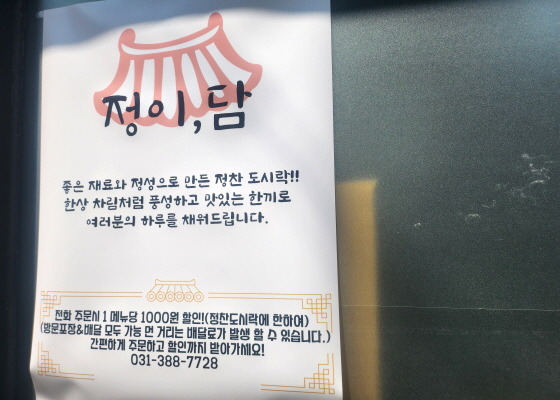 정이,담
좋은 재료와 정성으로 만든 정찬 도시락!!
한상 차림처럼 풍성하고 맛있는 한끼로
여러분의 하루를 채워드립니다.
전화 주문시 1 메뉴당 1000원 할인!(정찬도시락에 한하여)
(방문포장&배달 모두 가능 먼 거리는 배달료가 발생 할 수 있습니다.)
간편하게 주문하고 할인까지 받아가세요!
031-388-7728